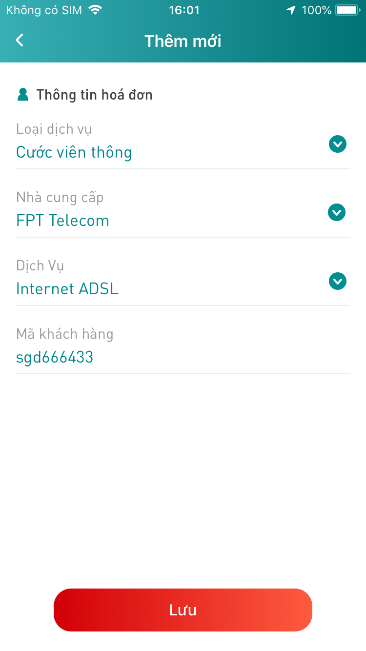 Không có SIM 16:01 100%
Thêm mới
Thông tin hoá đơn
Loại dịch vụ
Cước viên thông
Nhà cung cấp
FPT Telecom
Dịch Vụ
Internet ADSL
Mã khách hàng
sgd666433
Lưu